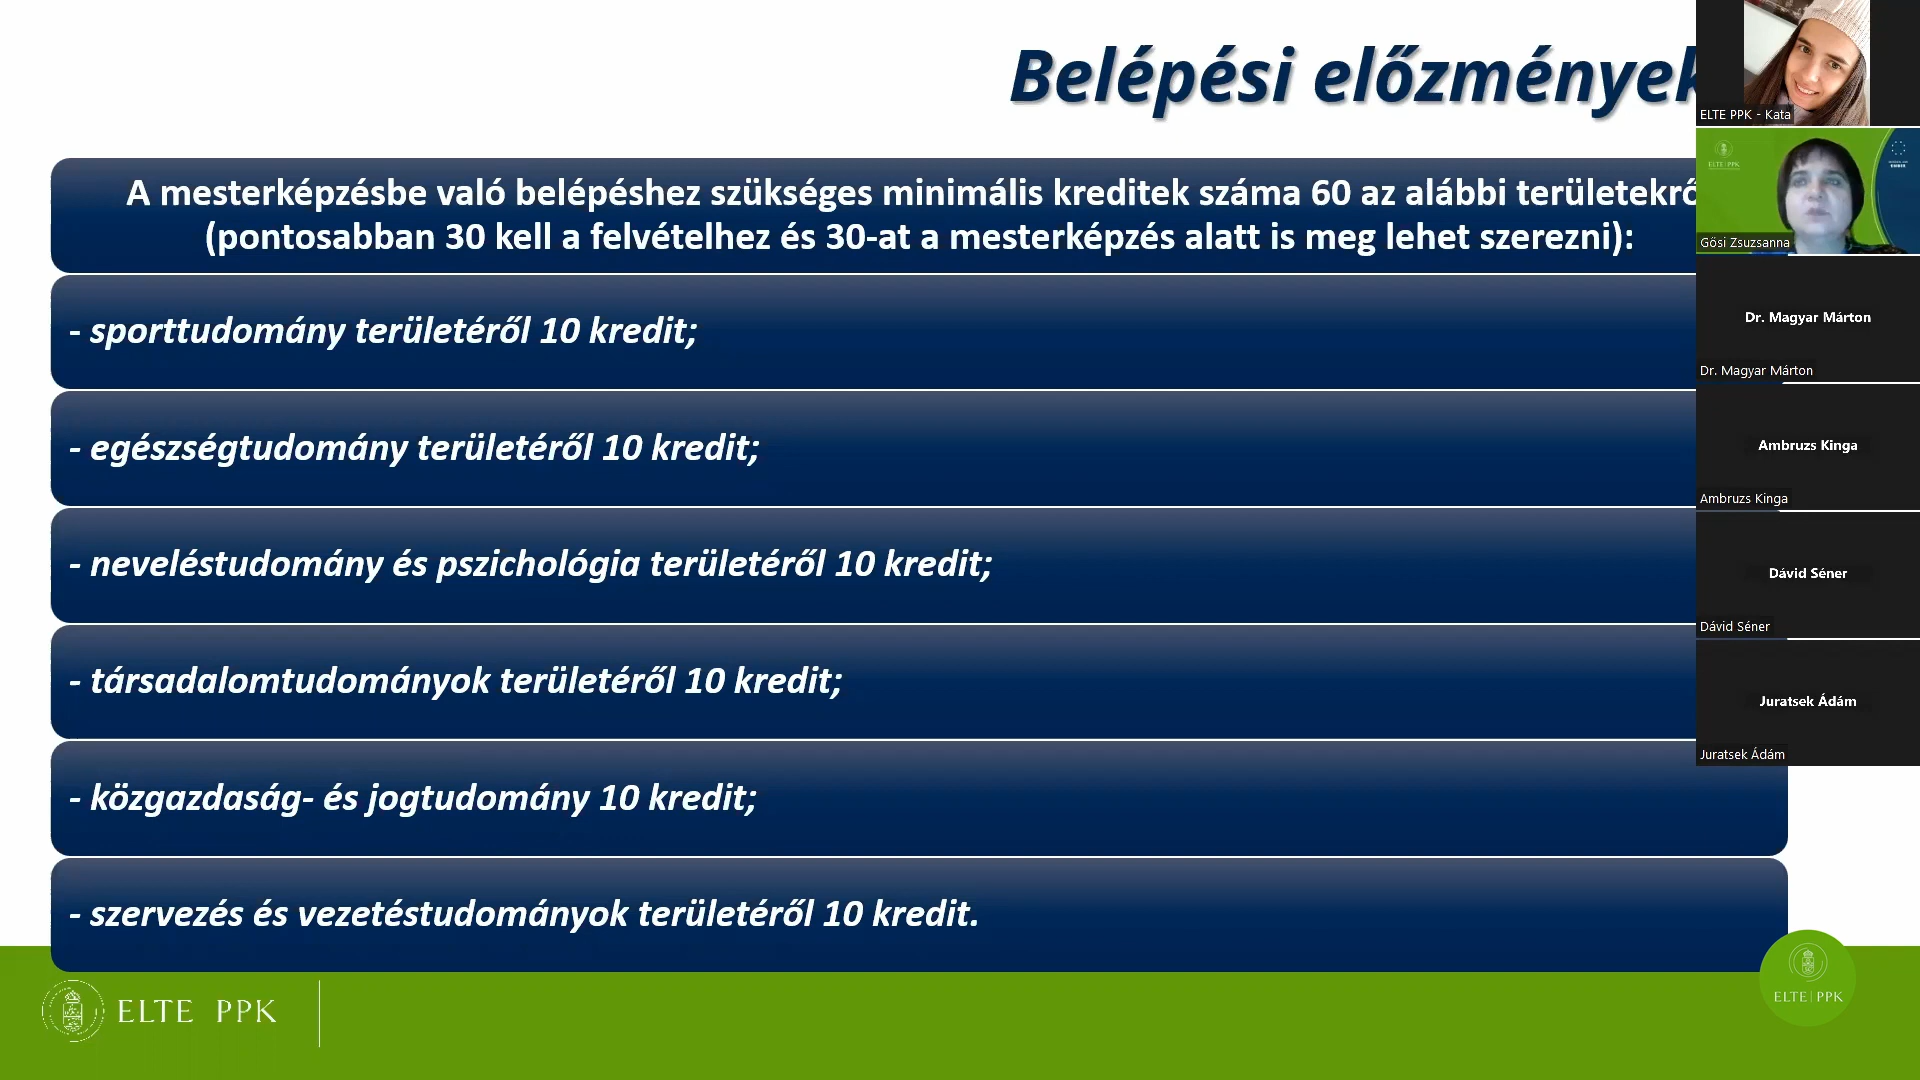 Belépési előzmények
A mesterképzésbe való belépéshez szükséges minimális kreditek száma 60 az alábbi területekrő
(pontosabban 30 kell a felvételhez és 30-at a mesterképzés alatt is meg lehet szerezni):
- sporttudomány területéről 10 kredit;
- egészségtudomány területéről 10 kredit;
- neveléstudomány és pszichológia területéről 10 kredit;
- társadalomtudományok területéről 10 kredit;
- közgazdaság- és jogtudomány 10 kredit;
- szervezés és vezetéstudományok területéről 10 kredit.
ELTE PPK
ELTE | PPK
ELTE PPK - Kata
ELTE | PPK
Gősi Zsuzsanna
Dr. Magyar Márton
Dr. Magyar Márton
Ambruzs Kinga
Ambruzs Kinga
Dávid Séner
Dávid Séner
Juratsek Ádám
Juratsek Ádám